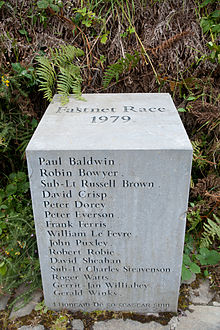 Fastnet Race
1979
Paul Baldwin
Robin Bowyer
Sub-Lt Russell Brown
David Crisp
Peter Dorey
Peter Everson
Frank Ferris
William Le Fevre
John Puxley
Robert Robie
David Sheahan
Sub-Lt Charles Steavenson
Roger Watts
Gerrit-Jan Williahey
Gerald Winks